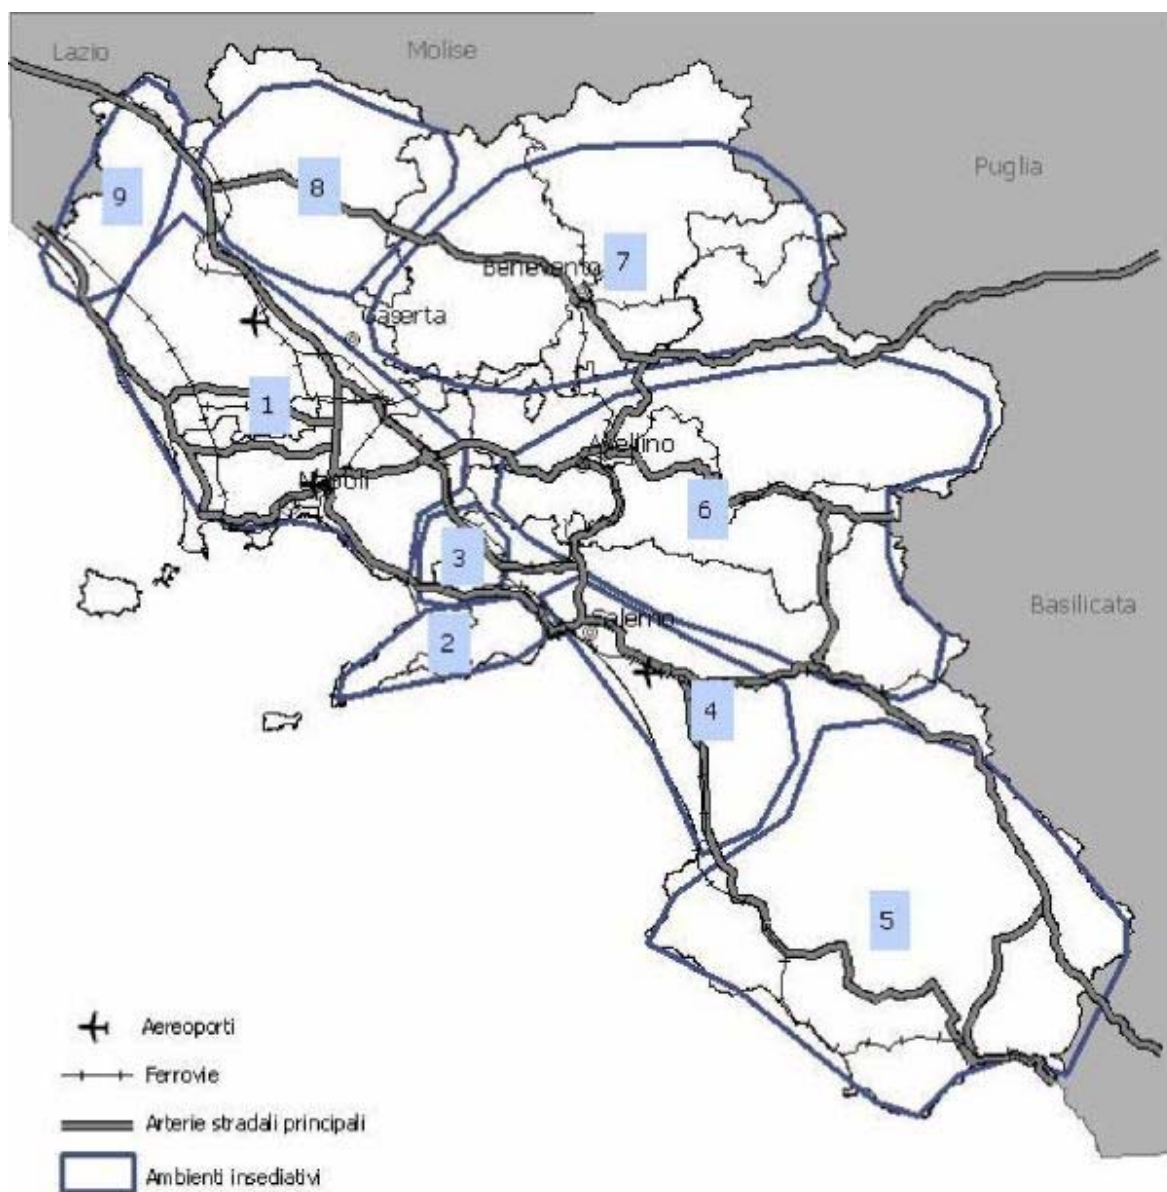 Lazio
Molise
Puglia
9
8
7
Benevento
Caserta
1
Avellino
Napoli
6
3
Basilicata
Salerno
2
4
5
Aereoporti
Ferrovie
Arterie stradali principali
Ambienti insediativi